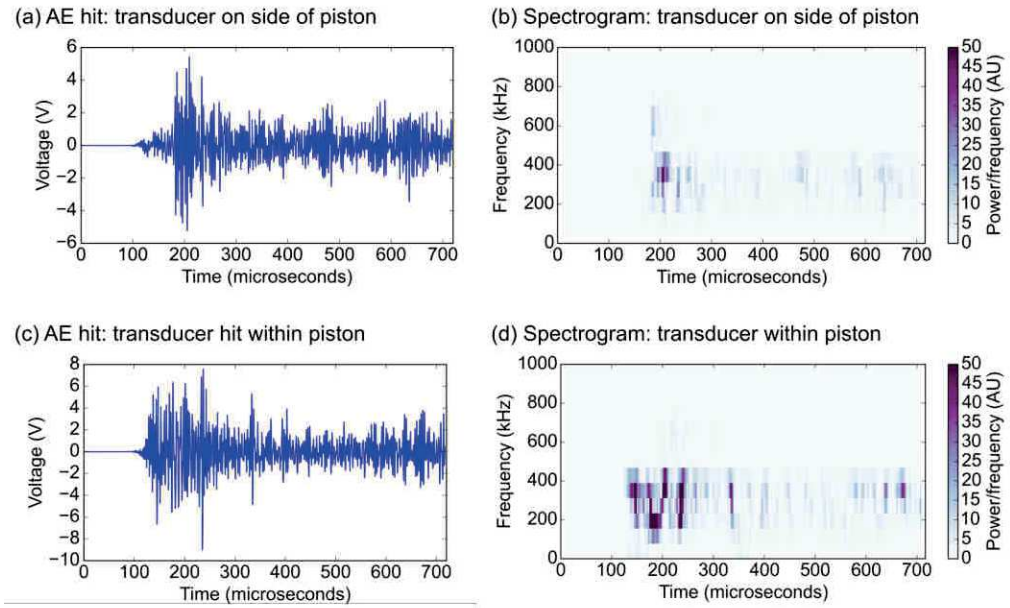 (a) AE hit: transducer on side of piston
6
4
2
0
−2
−4
−6
Voltage (V)
0 100 200 300 400 500 600 700
Time (microseconds)
(b) Spectrogram: transducer on side of piston
1000
800
600
400
200
0
Frequency (kHz)
0 100 200 300 400 500 600 700
Time (microseconds)
50
45
40
35
30
25
20
15
10
5
0
Power/frequency (AU)
(c) AE hit: transducer hit within piston
8
6
4
2
0
−2
−4
−6
−8
−10
Voltage (V)
0 100 200 300 400 500 600 700
Time (microseconds)
(d) Spectrogram: transducer within piston
1000
800
600
400
200
0
Frequency (kHz)
0 100 200 300 400 500 600 700
Time (microseconds)
50
45
40
35
30
25
20
15
10
5
0
Power/frequency (AU)